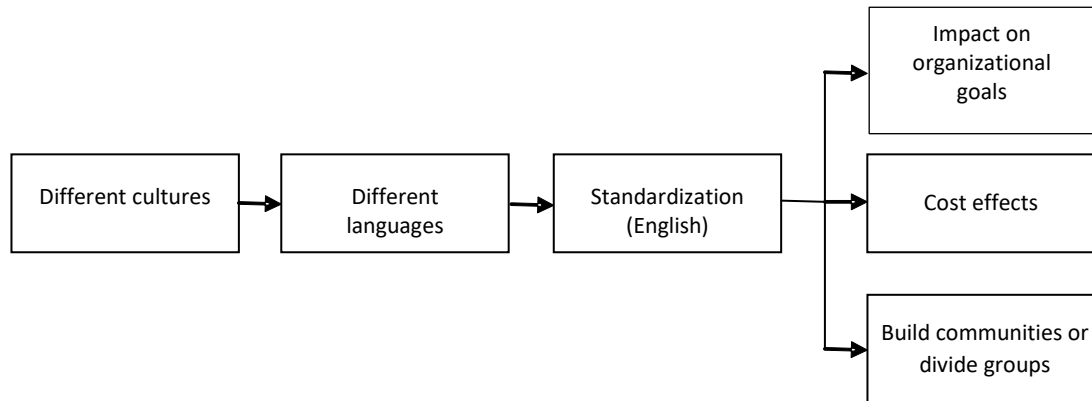 Different cultures
Different
languages
Standardization
(English)
Impact on
organizational
goals
Cost effects
Build communities or
divide groups